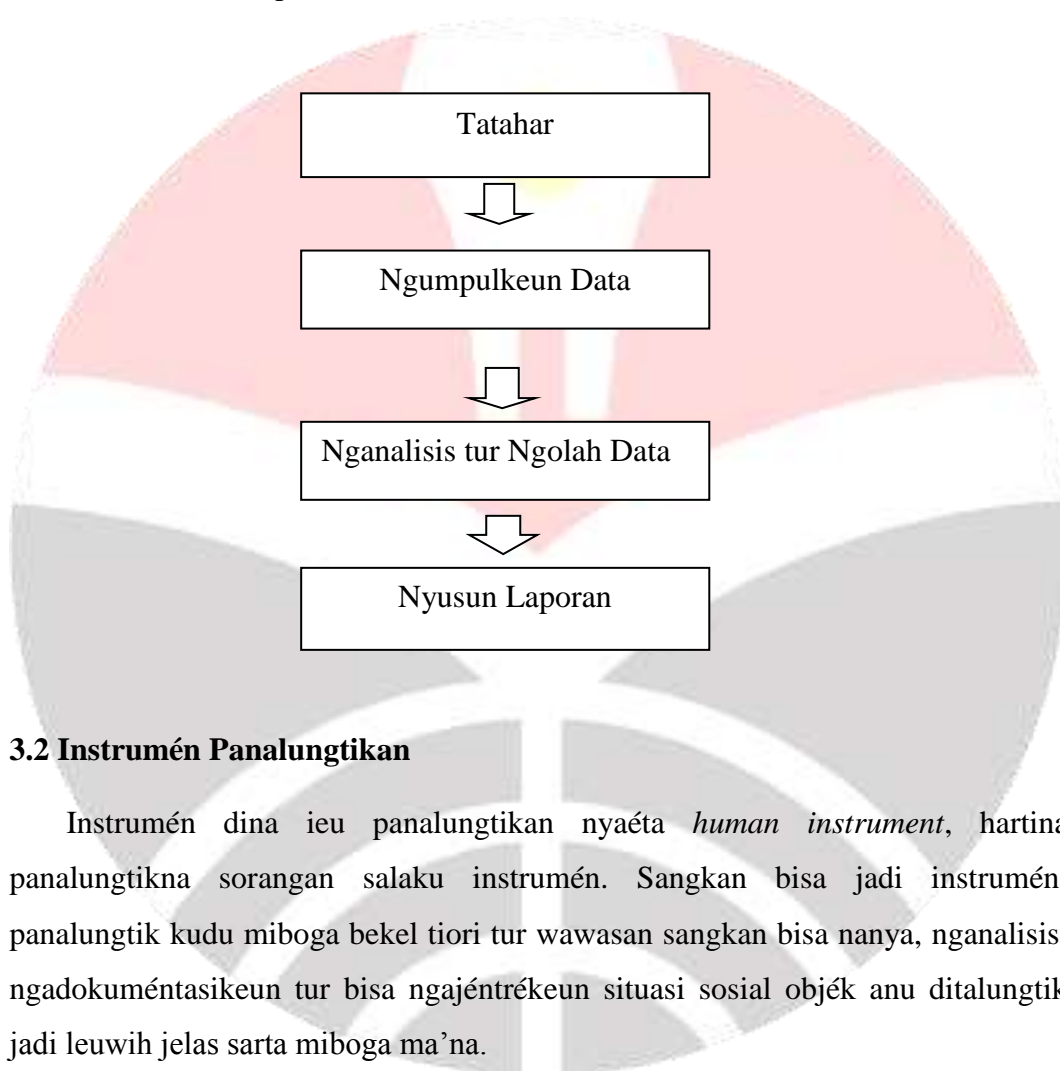 Tatahar
Ngumpulkeun Data
Nganalisis tur Ngolah Data
Nyusun Laporan
3.2 Instrumén Panalungtikan
Instrumén dina ieu panalungtikan nyaéta human instrument, hartina
panalungtikna sorangan salaku instrumén. Sangkan bisa jadi instrumén
panalungtik kudu miboga bekel tiori tur wawasan sangkan bisa nanya, nganalisis
ngadokuméntasikeun tur bisa ngajéntrékeun situasi sosial objék anu ditalungtik
jadi leuwih jelas sarta miboga ma’na.